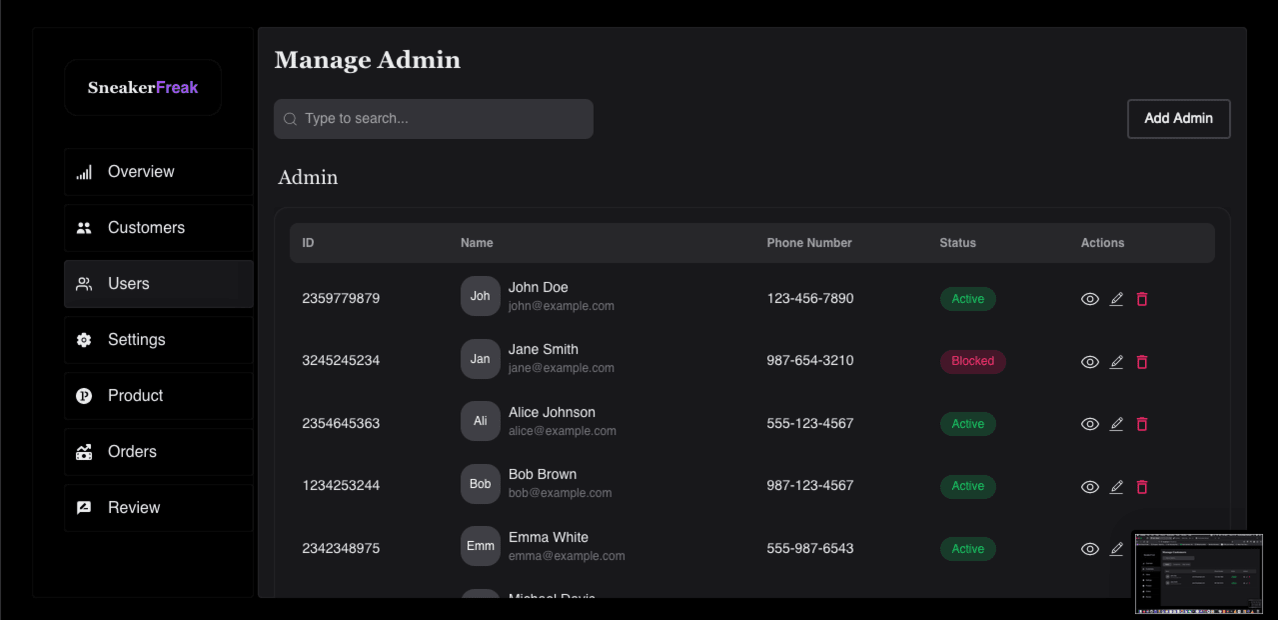 SneakerFreak
Overview
Customers
Users
Settings
Product
Orders
Review
Manage Admin
Type to search...
Add Admin
Admin
ID Name Phone Number Status Actions
2359779879 Joh John Doe 123-456-7890 Active
john@example.com
3245245234 Jan Jane Smith 987-654-3210 Blocked
jane@example.com
2354645363 Ali Alice Johnson 555-123-4567 Active
alice@example.com
1234253244 Bob Bob Brown 987-123-4567 Active
bob@example.com
2342348975 Emm Emma White 555-987-6543 Active
emma@example.com
Michael Davis